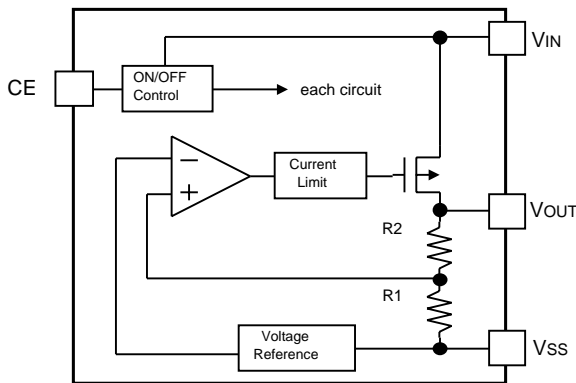 VIN
CE
ON/OFF
Control
each circuit
−
+
Current
Limit
VOUT
R2
R1
Voltage
Reference
VSS